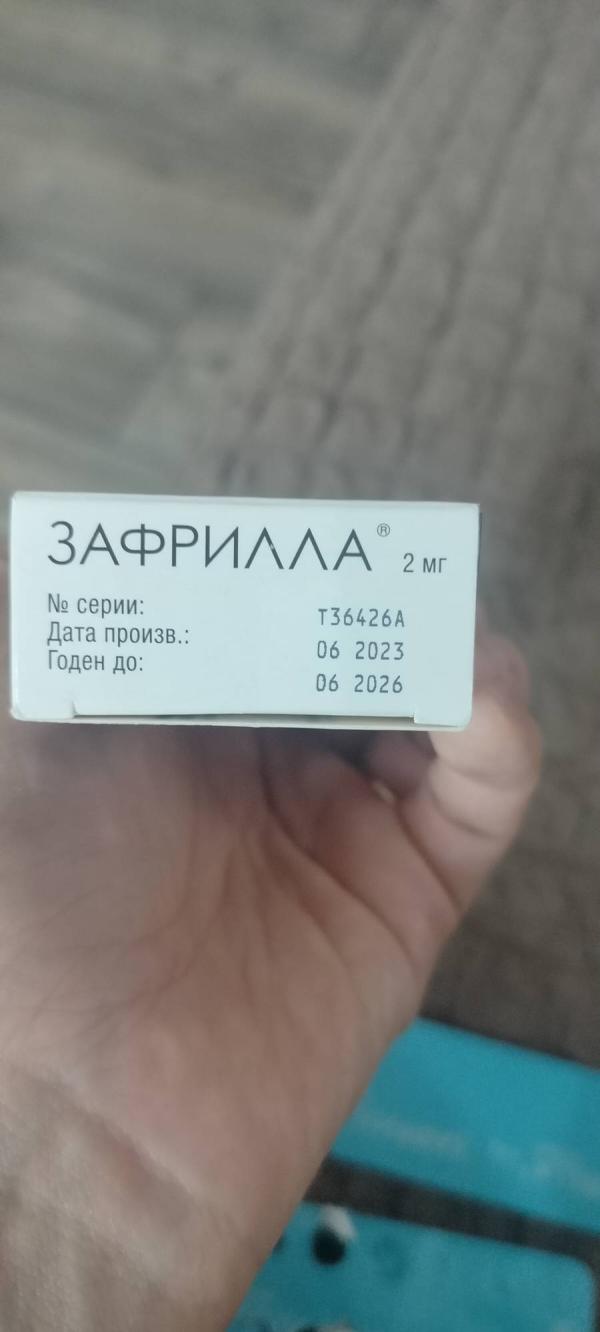 ЗАФРИЛЛА® 2 мг
№ серии: T36426A
Дата произв.: 06 2023
Годен до: 06 2026